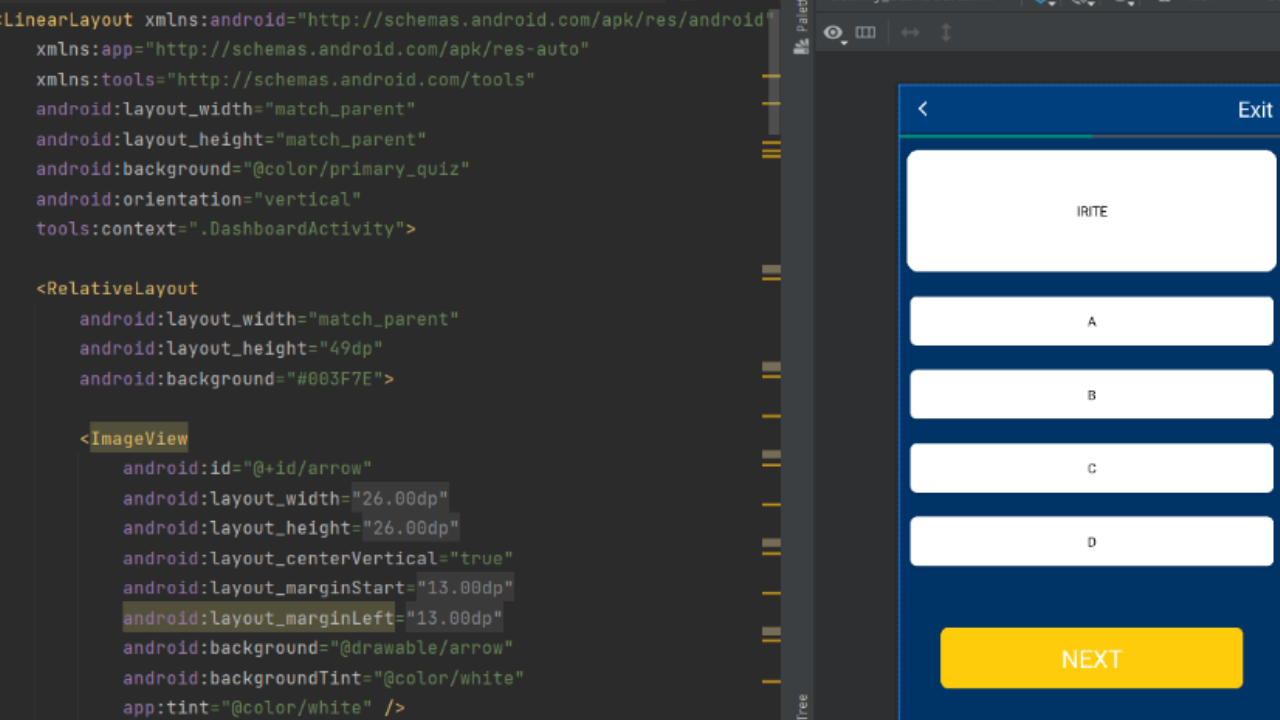 <LinearLayout xmlns:android="http://schemas.android.com/apk/res/android"
xmlns:app="http://schemas.android.com/apk/res-auto"
xmlns:tools="http://schemas.android.com/tools"
android:layout_width="match_parent"
android:layout_height="match_parent"
android:background="@color/primary_quiz"
android:orientation="vertical"
tools:context=".DashboardActivity">
<RelativeLayout
android:layout_width="match_parent"
android:layout_height="49dp"
android:background="#003F7E">
<ImageView
android:id="@+id/arrow"
android:layout_width="26.00dp"
android:layout_height="26.00dp"
android:layout_centerVertical="true"
android:layout_marginStart="13.00dp"
android:layout_marginLeft="13.00dp"
android:background="@drawable/arrow"
android:backgroundTint="@color/white"
app:tint="@color/white" />
Exit
IRITE
A
B
C
D
NEXT